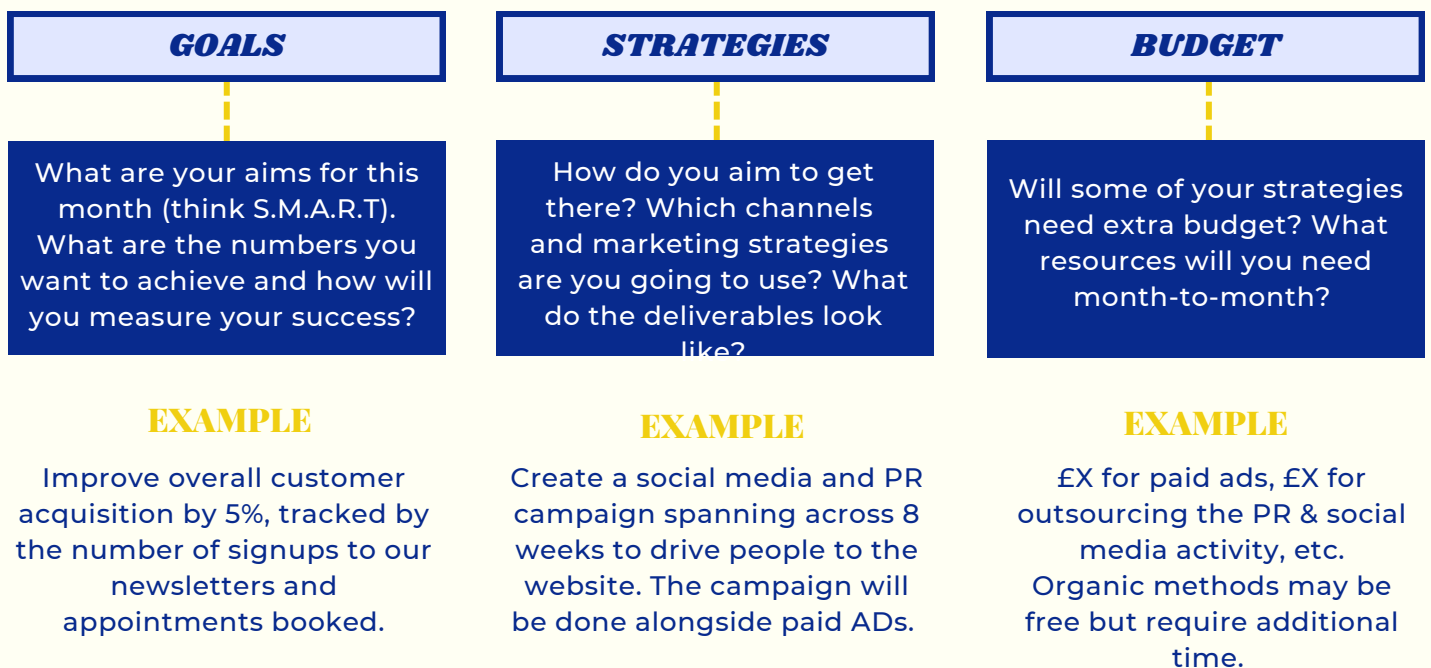 GOALS
What are your aims for this
month (think S.M.A.R.T).
What are the numbers you
want to achieve and how will
you measure your success?
EXAMPLE
Improve overall customer
acquisition by 5%, tracked by
the number of signups to our
newsletters and
appointments booked.
STRATEGIES
How do you aim to get
there? Which channels
and marketing strategies
are you going to use? What
do the deliverables look
like?
EXAMPLE
Create a social media and PR
campaign spanning across 8
weeks to drive people to the
website. The campaign will
be done alongside paid ADs.
BUDGET
Will some of your strategies
need extra budget? What
resources will you need
month-to-month?
EXAMPLE
£X for paid ads, £X for
outsourcing the PR & social
media activity, etc.
Organic methods may be
free but require additional
time.